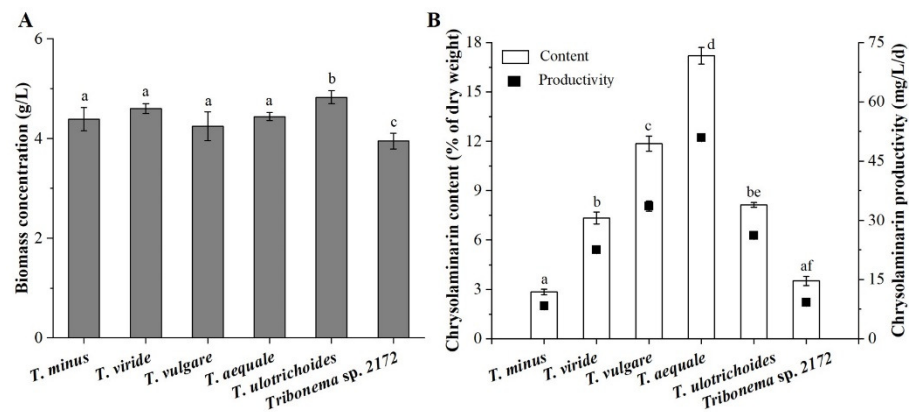 A
Biomass concentration (g/L)
6
4
2
0
a
a
a
a
b
c
T. minus
T. viride
T. vulgare
T. aequale
T. ulotrichoides
Tribonema sp. 2172
B
Chrysolaminarin content (% of dry weight)
18
15
12
9
6
3
0
Content
Productivity
a
b
c
d
be
af
75
60
45
30
15
0
Chrysolaminarin productivity (mg/L/d)
T. minus
T. viride
T. vulgare
T. aequale
T. ulotrichoides
Tribonema sp. 2172